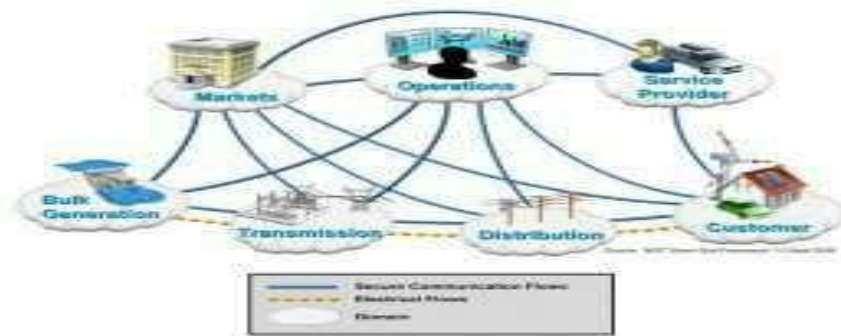 Markets
Operations
Service
Provider
Bulk
Generation
Transmission
Distribution
Customer
Secure Communication Flows
Electrical Flows
Domain